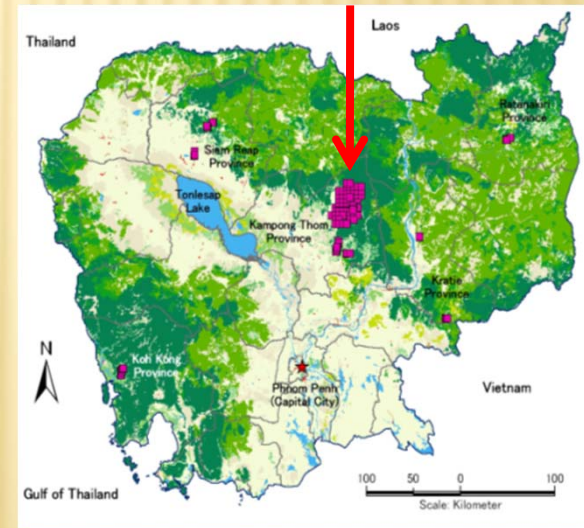 Laos
Thailand
Ratanakiri
Province
Siem Reap
Province
Tonlesap
Lake
Kampong Thom
Province
Kratie
Province
N
Koh Kong
Province
Phnom Penh
(Capital City)
Vietnam
100 50 0 100
Scale: Kilometer
Gulf of Thailand